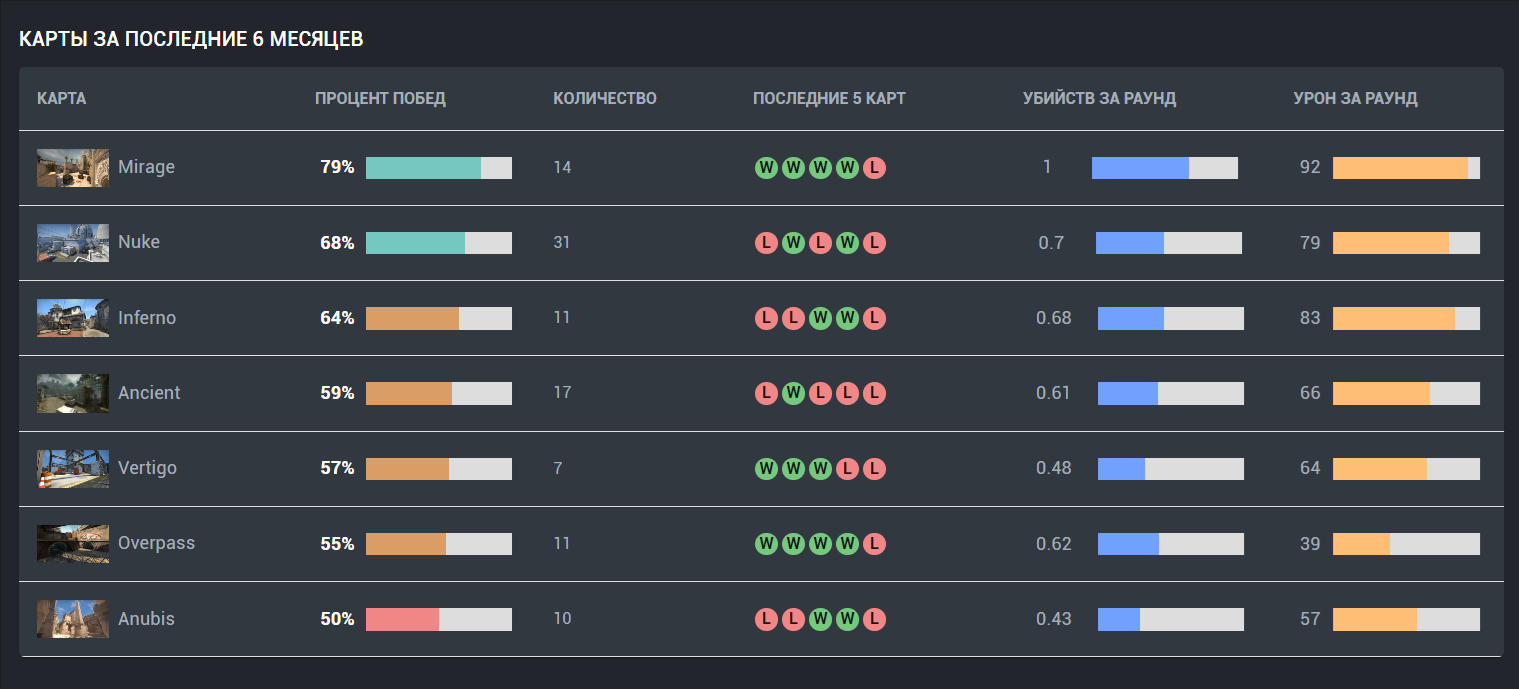 КАРТЫ ЗА ПОСЛЕДНИЕ 6 МЕСЯЦЕВ
КАРТА ПРОЦЕНТ ПОБЕД КОЛИЧЕСТВО ПОСЛЕДНИЕ 5 КАРТ УБИЙСТВ ЗА РАУНД УРОН ЗА РАУНД
Mirage 79% 14 W W W W L 1 92
Nuke 68% 31 L W L W L 0.7 79
Inferno 64% 11 L L W W L 0.68 83
Ancient 59% 17 L W L L L 0.61 66
Vertigo 57% 7 W W W L L 0.48 64
Overpass 55% 11 W W W W L 0.62 39
Anubis 50% 10 L L W W L 0.43 57